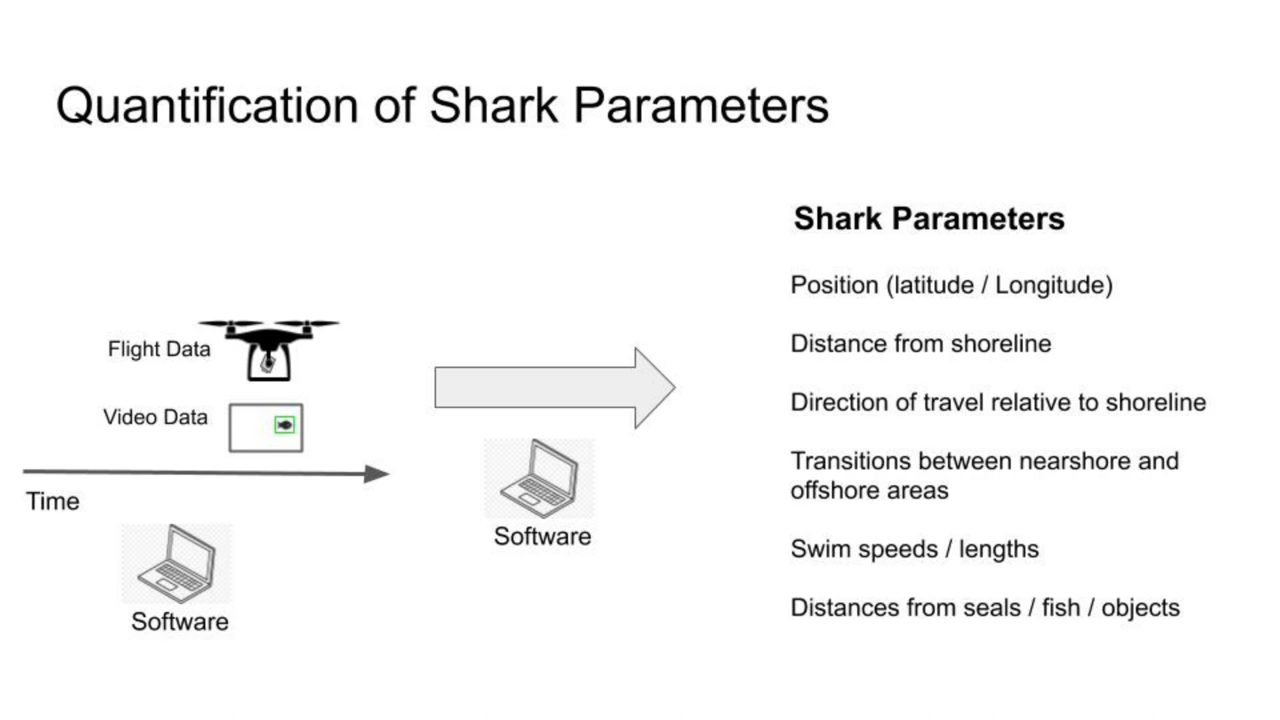 Quantification of Shark Parameters
Flight Data
Video Data
Time
Software
Software
Shark Parameters
Position (latitude / Longitude)
Distance from shoreline
Direction of travel relative to shoreline
Transitions between nearshore and
offshore areas
Swim speeds / lengths
Distances from seals / fish / objects